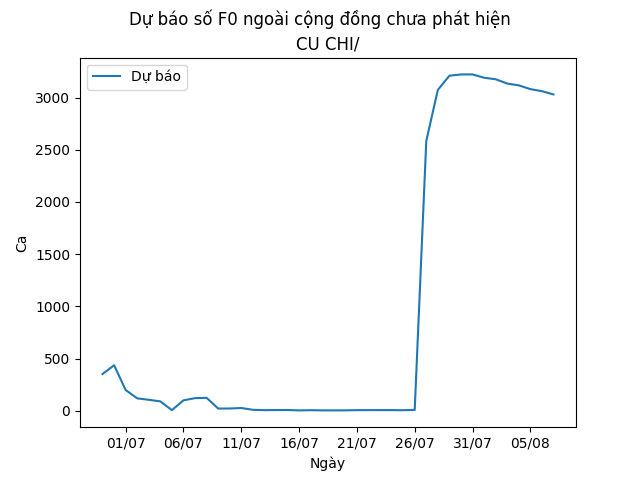 Dự báo số F0 ngoài cộng đồng chưa phát hiện
CU CHI/
Dự báo
3000
2500
2000
1500
1000
500
0
Ca
01/07 06/07 11/07 16/07 21/07 26/07 31/07 05/08
Ngày